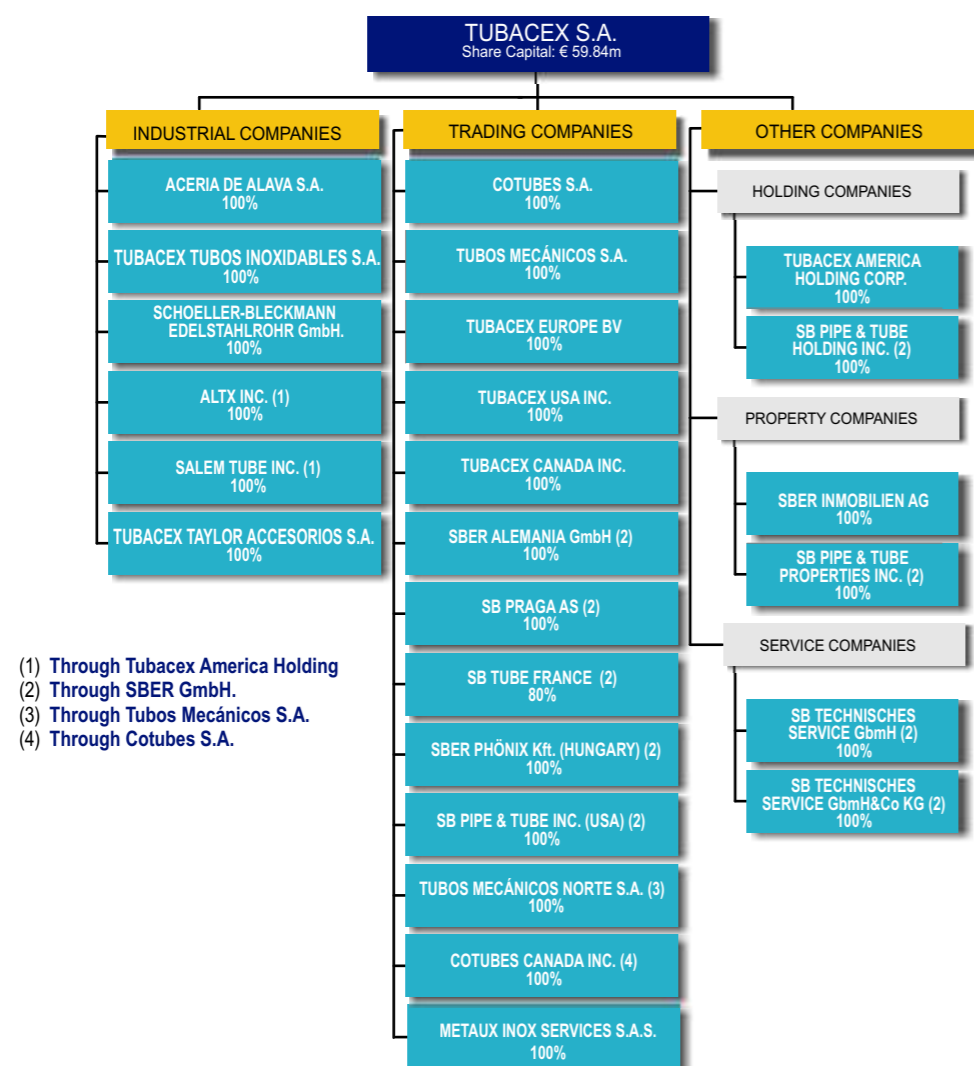 TUBACEX S.A.
Share Capital: € 59.84m
INDUSTRIAL COMPANIES
ACERIA DE ALAVA S.A.
100%
TUBACEX TUBOS INOXIDABLES S.A.
100%
SCHOELLER-BLECKMANN
EDELSTAHLROHR GmbH.
100%
ALTX INC. (1)
100%
SALEM TUBE INC. (1)
100%
TUBACEX TAYLOR ACCESORIOS S.A.
100%
TRADING COMPANIES
COTUBES S.A.
100%
TUBOS MECÁNICOS S.A.
100%
TUBACEX EUROPE BV
100%
TUBACEX USA INC.
100%
TUBACEX CANADA INC.
100%
SBER ALEMANIA GmbH (2)
100%
SB PRAGA AS (2)
100%
SB TUBE FRANCE (2)
80%
SBER PHÖNIX Kft. (HUNGARY) (2)
100%
SB PIPE & TUBE INC. (USA) (2)
100%
TUBOS MECÁNICOS NORTE S.A. (3)
100%
COTUBES CANADA INC. (4)
100%
METAUX INOX SERVICES S.A.S.
100%
OTHER COMPANIES
HOLDING COMPANIES
TUBACEX AMERICA
HOLDING CORP.
100%
SB PIPE & TUBE
HOLDING INC. (2)
100%
PROPERTY COMPANIES
SBER INMOBILIEN AG
100%
SB PIPE & TUBE
PROPERTIES INC. (2)
100%
SERVICE COMPANIES
SB TECHNISCHES
SERVICE GbmH (2)
100%
SB TECHNISCHES
SERVICE GbmH&Co KG (2)
100%
(1) Through Tubacex America Holding
(2) Through SBER GmbH.
(3) Through Tubos Mecánicos S.A.
(4) Through Cotubes S.A.